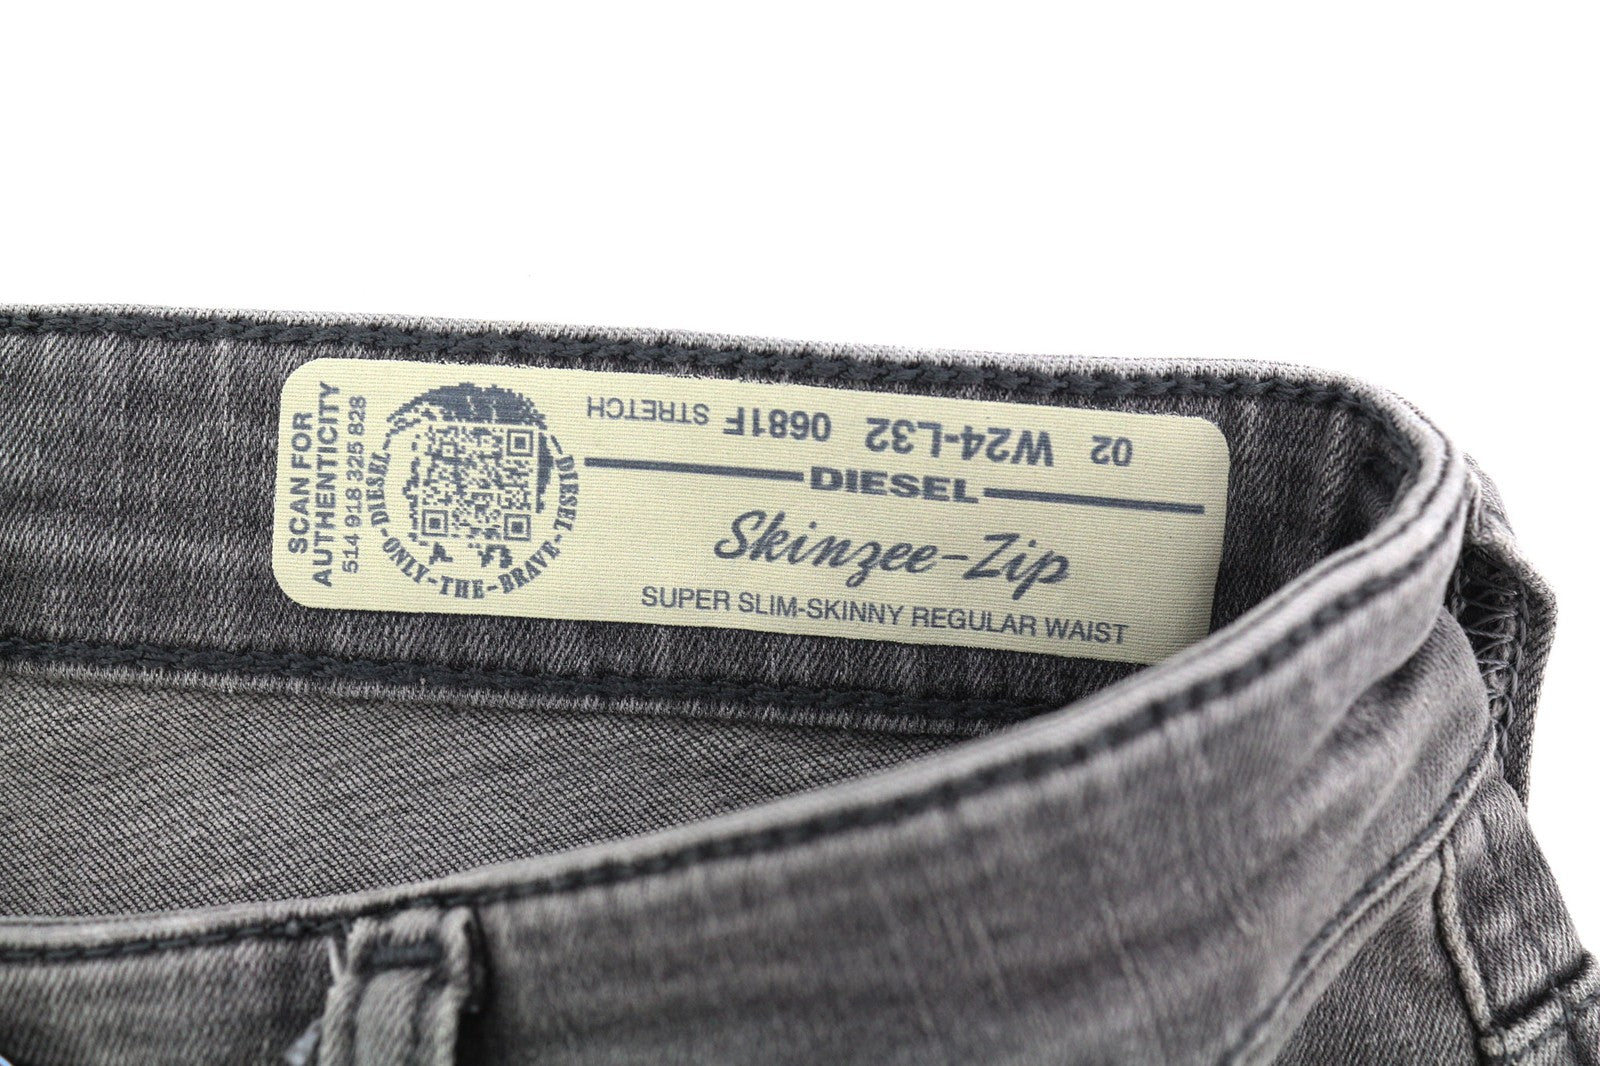 SCAN FOR
AUTHENTICITY
514 918 325 828
DIESEL
ONLY-THE-BRAVE-DIESEL
02 W24-L32 0681F STRETCH
DIESEL
Skinzee-Zip
SUPER SLIM-SKINNY REGULAR WAIST